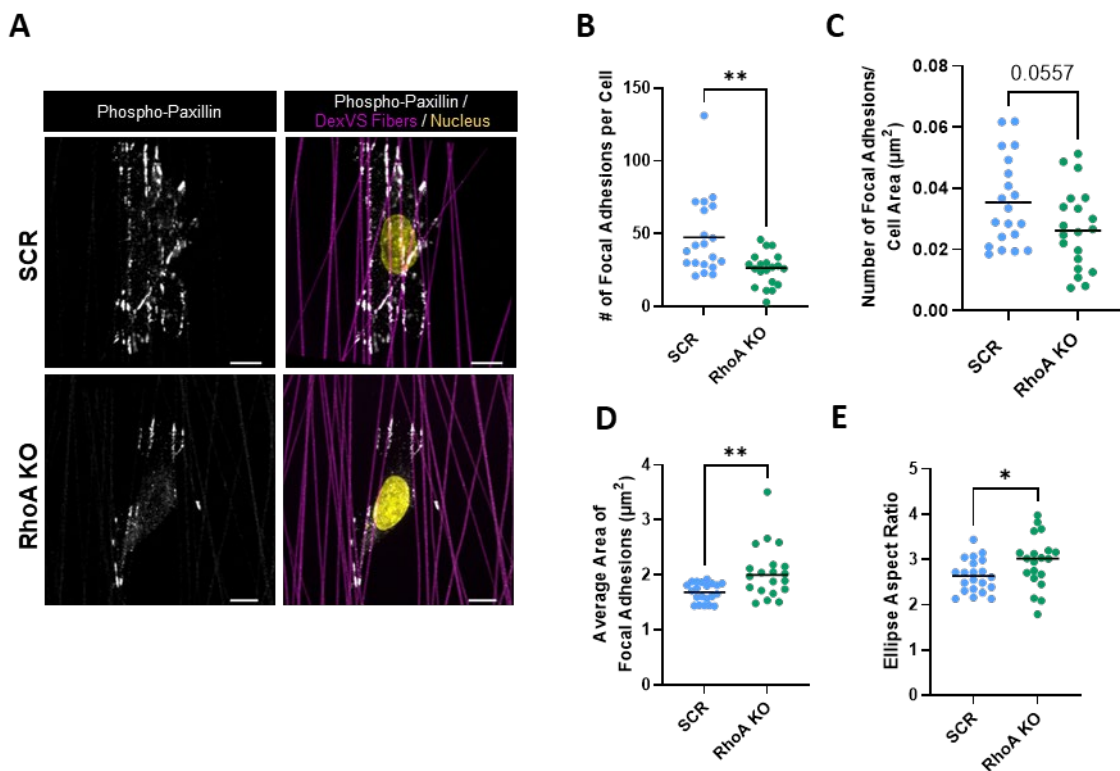 A
Phospho-Paxillin
Phospho-Paxillin /
DexVS Fibers / Nucleus
SCR
RhoA KO
B
# of Focal Adhesions per Cell
150
100
50
0
**
SCR
RhoA KO
C
Number of Focal Adhesions/
Cell Area (µm²)
0.08
0.06
0.04
0.02
0.00
0.0557
SCR
RhoA KO
D
Average Area of
Focal Adhesions (µm²)
4
3
2
1
0
**
SCR
RhoA KO
E
Ellipse Aspect Ratio
5
4
3
2
1
0
*
SCR
RhoA KO